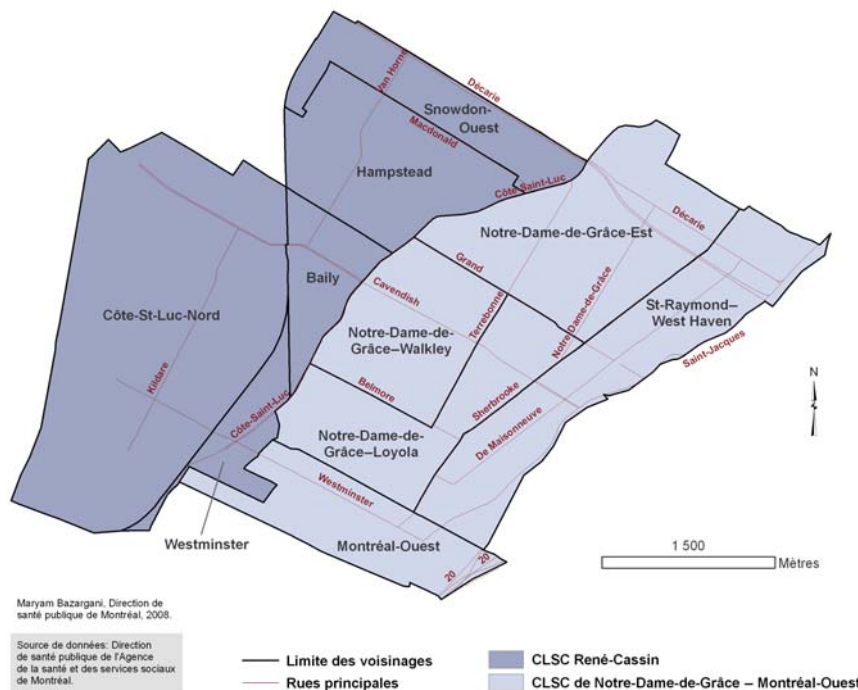 Van Horne
Décarie
Snowdon-
Ouest
Macdonald
Hampstead
Côte-Saint-Luc
Décarie
Notre-Dame-de-Grâce-Est
Grand
Baily
Cavendish
Terrebonne
Notre-Dame-de-Grâce
St-Raymond–
West Haven
Côte-St-Luc-Nord
Notre-Dame-de-
Grâce–Walkley
Saint-Jacques
Kildare
Belmore
Sherbrooke
N
Côte-Saint-Luc
Notre-Dame-de-
Grâce–Loyola
De Maisonneuve
Westminster
Westminster
Montréal-Ouest
20
20
1 500
Mètres
Maryam Bazargani, Direction de
santé publique de Montréal, 2008.
Source de données: Direction
de santé publique de l'Agence
de la santé et des services sociaux
de Montréal.
Limite des voisinages
Rues principales
CLSC René-Cassin
CLSC de Notre-Dame-de-Grâce – Montréal-Ouest